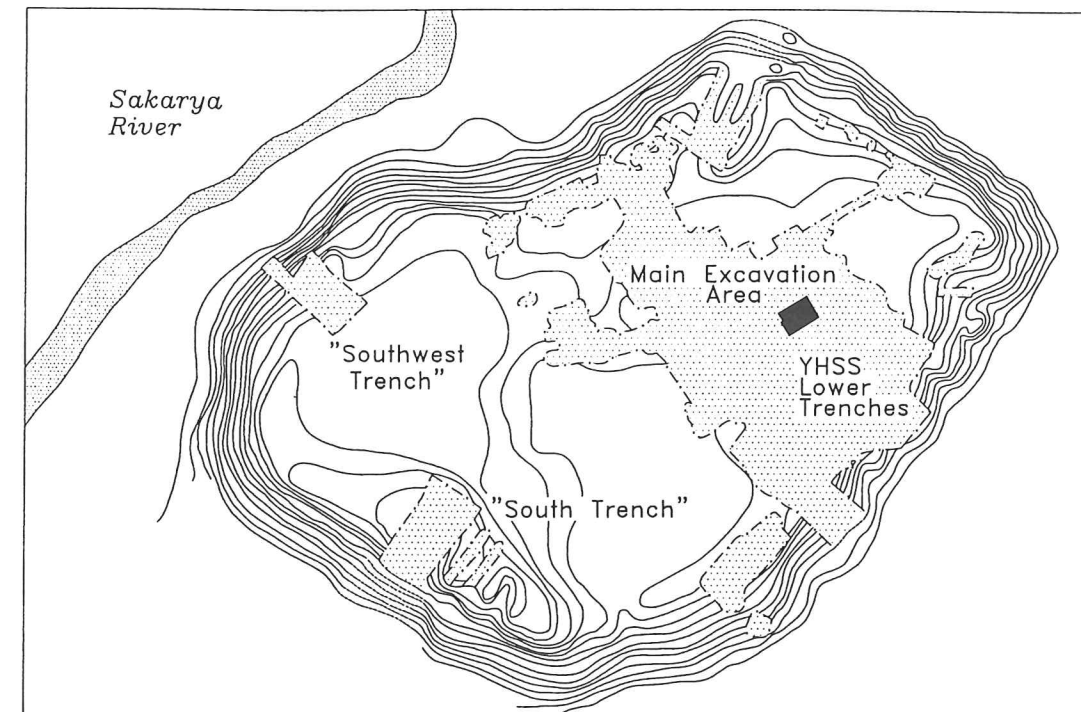 Sakarya
River
Main Excavation
Area
"Southwest
Trench"
YHSS
Lower
Trenches
"South Trench"